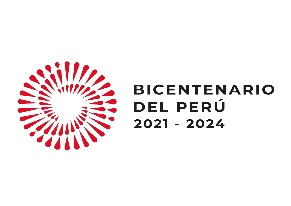 BICENTENARIO
DEL PERÚ
2021 - 2024